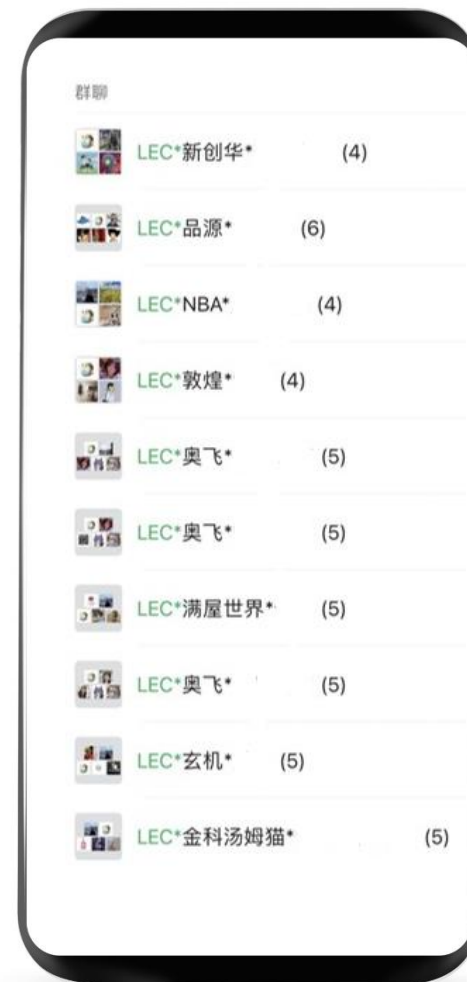 群聊
LEC*新创华* (4)
LEC*品源* (6)
LEC*NBA* (4)
LEC*敦煌* (4)
LEC*奥飞* (5)
LEC*奥飞* (5)
LEC*满屋世界* (5)
LEC*奥飞* (5)
LEC*玄机* (5)
LEC*金科汤姆猫* (5)